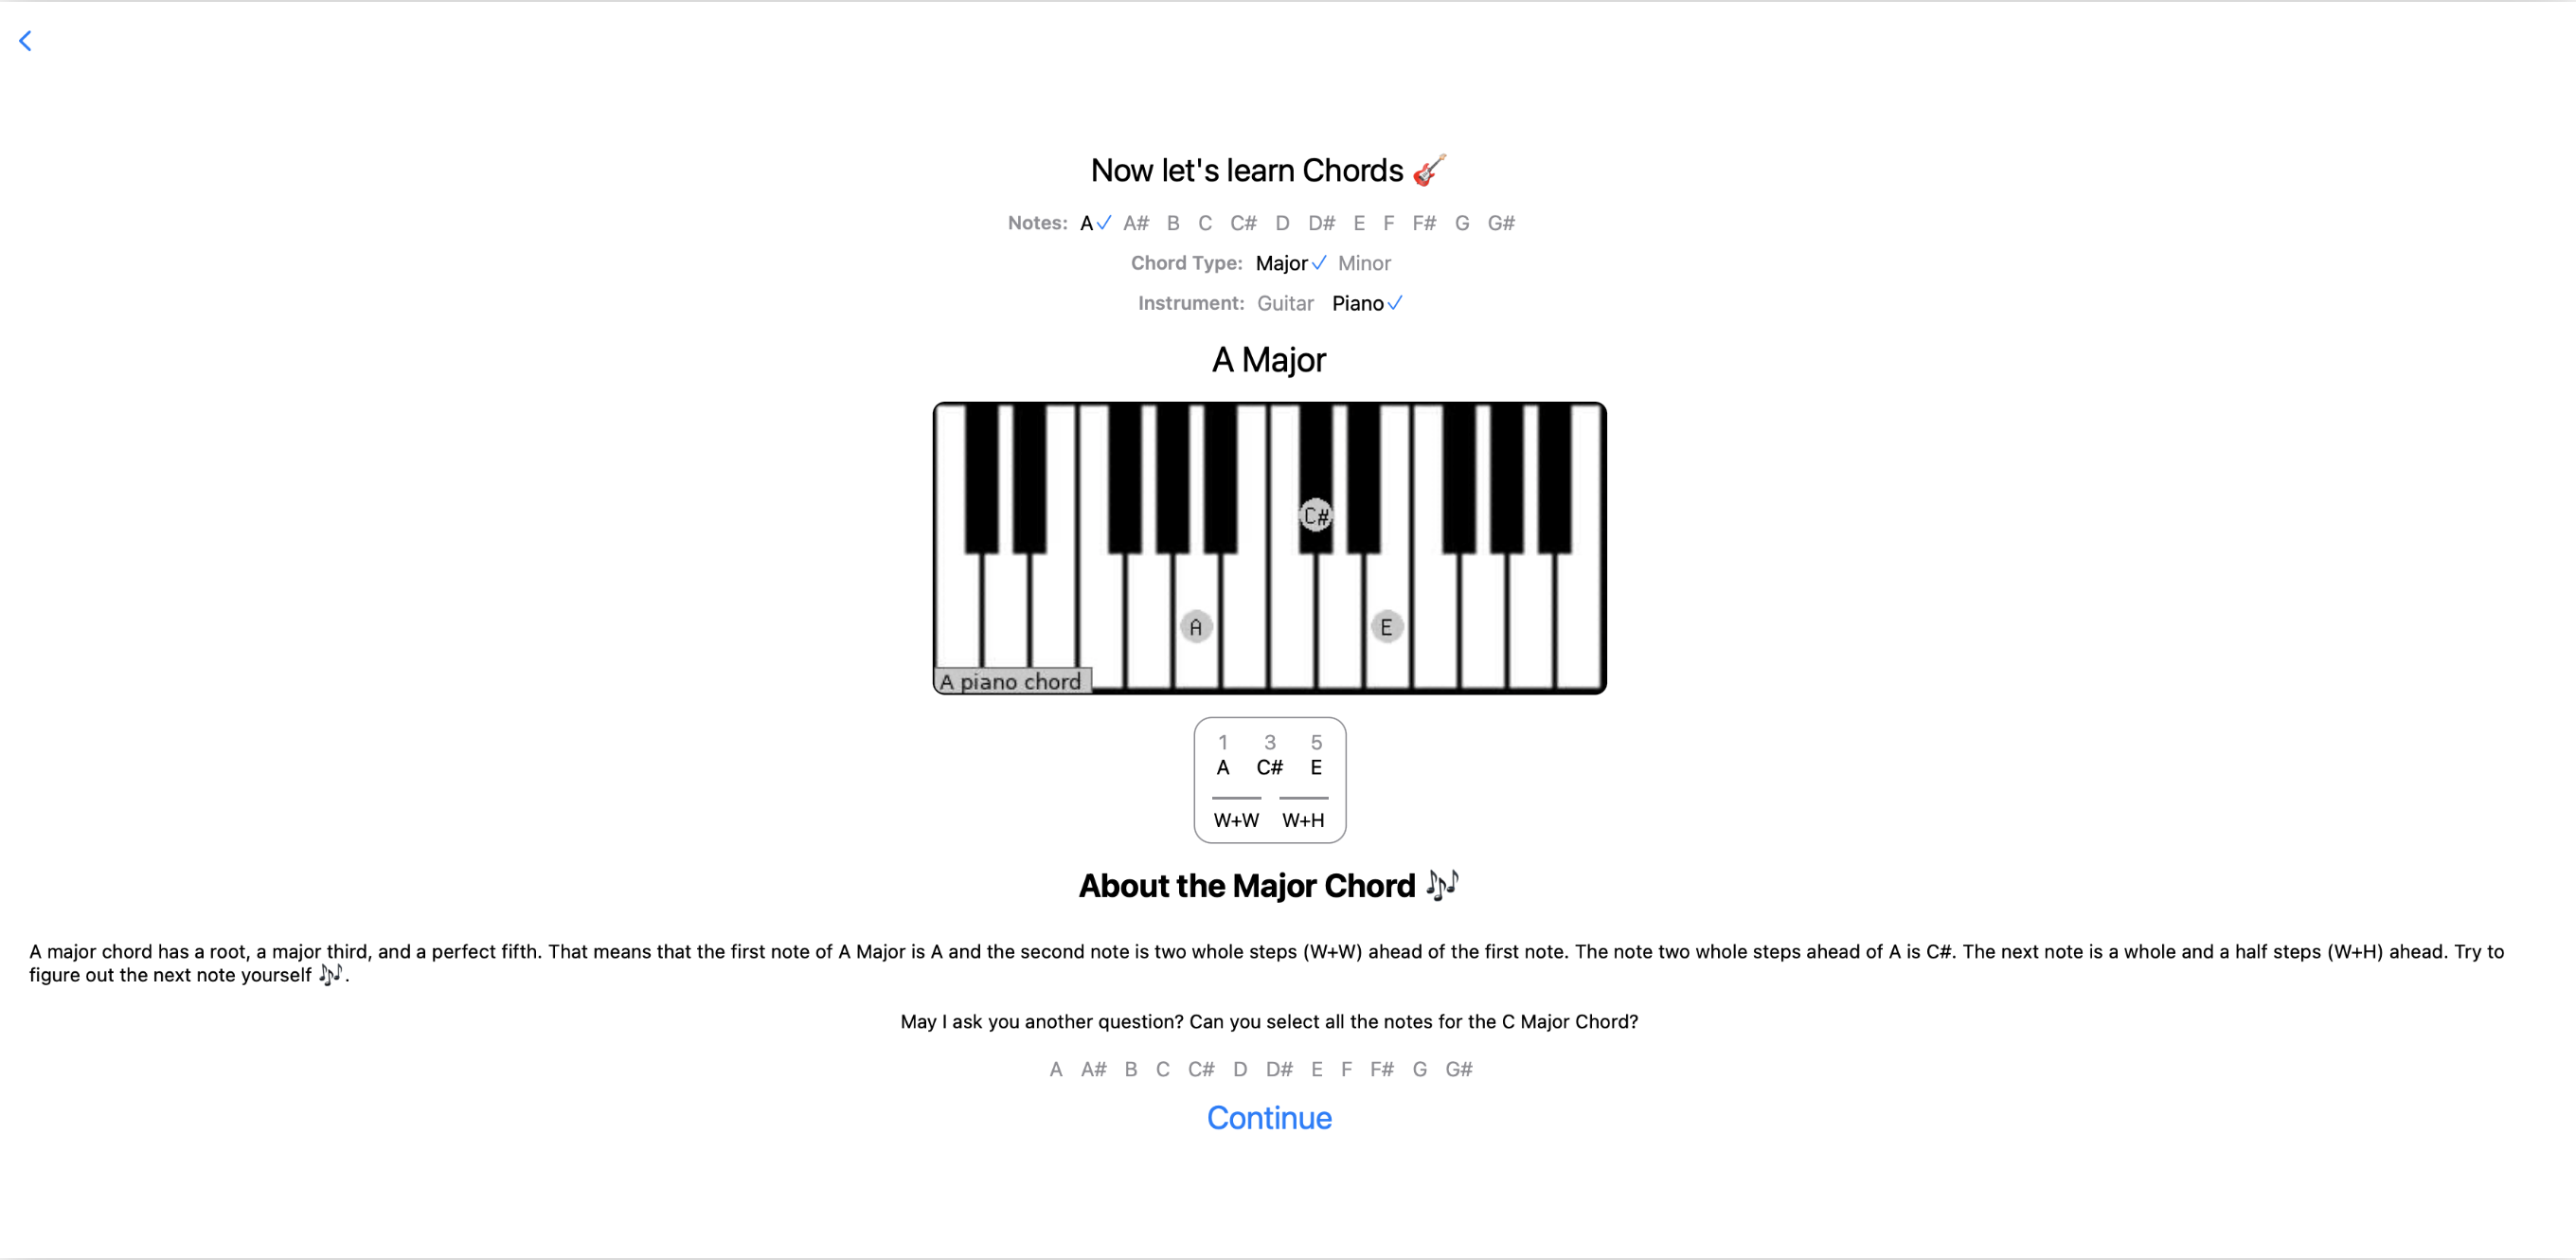 Now let's learn Chords 🎸
Notes: A✓ A# B C C# D D# E F F# G G#
Chord Type: Major✓ Minor
Instrument: Guitar Piano✓
A Major
C#
A E
A piano chord
1 3 5
A C# E
W+W W+H
About the Major Chord 🎶
A major chord has a root, a major third, and a perfect fifth. That means that the first note of A Major is A and the second note is two whole steps (W+W) ahead of the first note. The note two whole steps ahead of A is C#. The next note is a whole and a half steps (W+H) ahead. Try to
figure out the next note yourself 🎶.
May I ask you another question? Can you select all the notes for the C Major Chord?
A A# B C C# D D# E F F# G G#
Continue